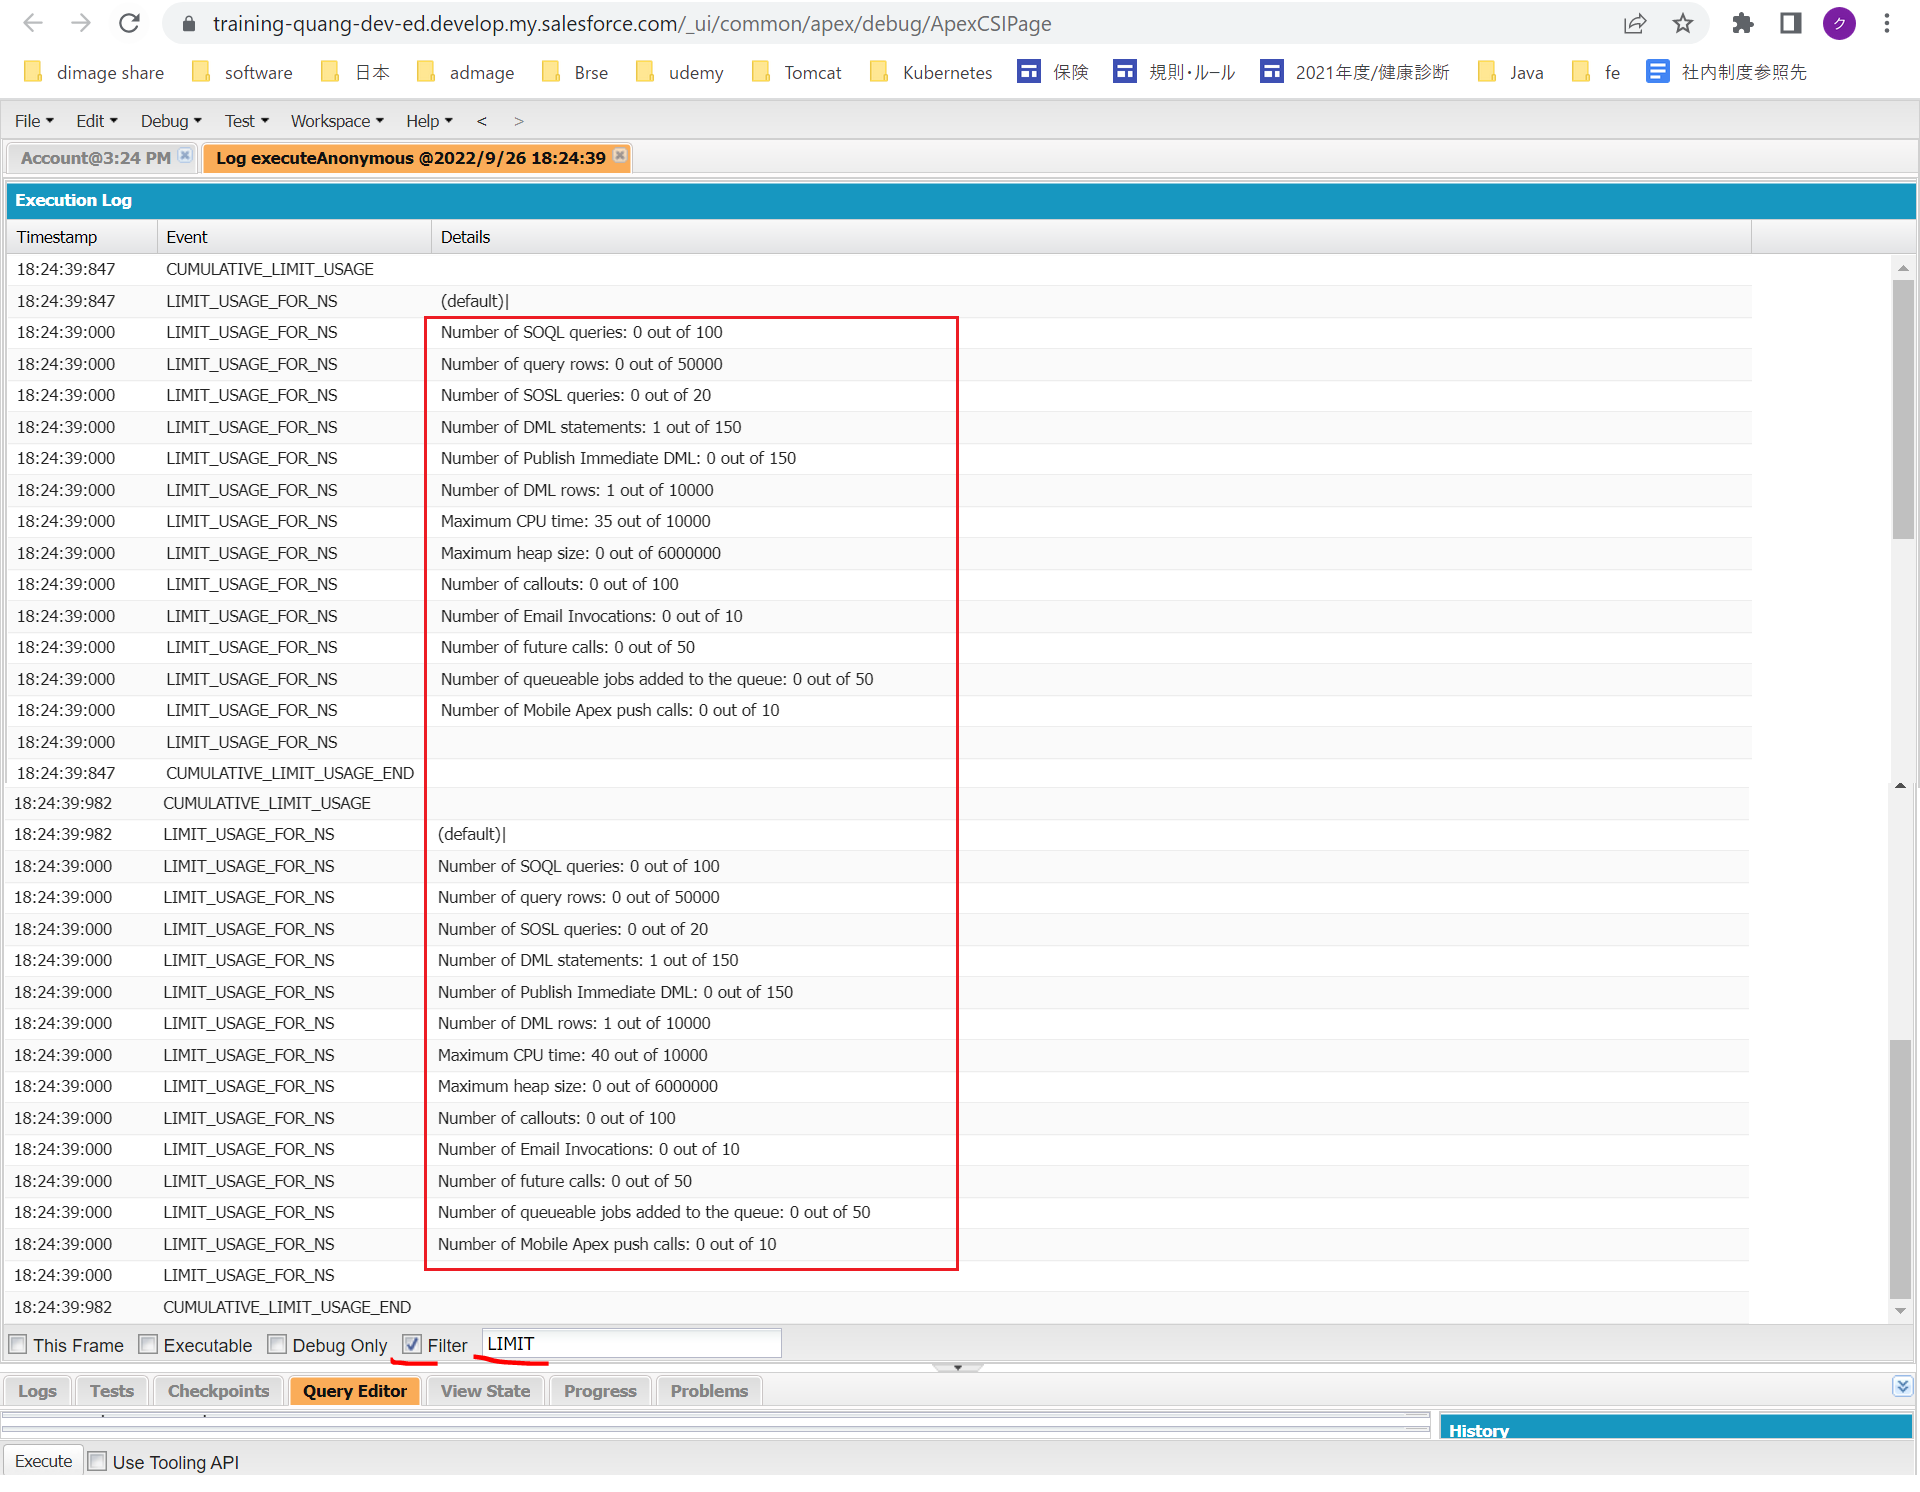 training-quang-dev-ed.develop.my.salesforce.com/_ui/common/apex/debug/ApexCSIPage
ク
dimage share software 日本 admage Brse udemy Tomcat Kubernetes 保険 規則・ルール 2021年度/健康診断 Java fe 社内制度参照先
File Edit Debug Test Workspace Help < >
Account@3:24 PM Log executeAnonymous @2022/9/26 18:24:39
Execution Log
Timestamp Event Details
18:24:39:847 CUMULATIVE_LIMIT_USAGE
18:24:39:847 LIMIT_USAGE_FOR_NS (default)|
18:24:39:000 LIMIT_USAGE_FOR_NS Number of SOQL queries: 0 out of 100
18:24:39:000 LIMIT_USAGE_FOR_NS Number of query rows: 0 out of 50000
18:24:39:000 LIMIT_USAGE_FOR_NS Number of SOSL queries: 0 out of 20
18:24:39:000 LIMIT_USAGE_FOR_NS Number of DML statements: 1 out of 150
18:24:39:000 LIMIT_USAGE_FOR_NS Number of Publish Immediate DML: 0 out of 150
18:24:39:000 LIMIT_USAGE_FOR_NS Number of DML rows: 1 out of 10000
18:24:39:000 LIMIT_USAGE_FOR_NS Maximum CPU time: 35 out of 10000
18:24:39:000 LIMIT_USAGE_FOR_NS Maximum heap size: 0 out of 6000000
18:24:39:000 LIMIT_USAGE_FOR_NS Number of callouts: 0 out of 100
18:24:39:000 LIMIT_USAGE_FOR_NS Number of Email Invocations: 0 out of 10
18:24:39:000 LIMIT_USAGE_FOR_NS Number of future calls: 0 out of 50
18:24:39:000 LIMIT_USAGE_FOR_NS Number of queueable jobs added to the queue: 0 out of 50
18:24:39:000 LIMIT_USAGE_FOR_NS Number of Mobile Apex push calls: 0 out of 10
18:24:39:000 LIMIT_USAGE_FOR_NS
18:24:39:847 CUMULATIVE_LIMIT_USAGE_END
18:24:39:982 CUMULATIVE_LIMIT_USAGE
18:24:39:982 LIMIT_USAGE_FOR_NS (default)|
18:24:39:000 LIMIT_USAGE_FOR_NS Number of SOQL queries: 0 out of 100
18:24:39:000 LIMIT_USAGE_FOR_NS Number of query rows: 0 out of 50000
18:24:39:000 LIMIT_USAGE_FOR_NS Number of SOSL queries: 0 out of 20
18:24:39:000 LIMIT_USAGE_FOR_NS Number of DML statements: 1 out of 150
18:24:39:000 LIMIT_USAGE_FOR_NS Number of Publish Immediate DML: 0 out of 150
18:24:39:000 LIMIT_USAGE_FOR_NS Number of DML rows: 1 out of 10000
18:24:39:000 LIMIT_USAGE_FOR_NS Maximum CPU time: 40 out of 10000
18:24:39:000 LIMIT_USAGE_FOR_NS Maximum heap size: 0 out of 6000000
18:24:39:000 LIMIT_USAGE_FOR_NS Number of callouts: 0 out of 100
18:24:39:000 LIMIT_USAGE_FOR_NS Number of Email Invocations: 0 out of 10
18:24:39:000 LIMIT_USAGE_FOR_NS Number of future calls: 0 out of 50
18:24:39:000 LIMIT_USAGE_FOR_NS Number of queueable jobs added to the queue: 0 out of 50
18:24:39:000 LIMIT_USAGE_FOR_NS Number of Mobile Apex push calls: 0 out of 10
18:24:39:000 LIMIT_USAGE_FOR_NS
18:24:39:982 CUMULATIVE_LIMIT_USAGE_END
This Frame Executable Debug Only Filter LIMIT
Logs Tests Checkpoints Query Editor View State Progress Problems
History
Execute Use Tooling API